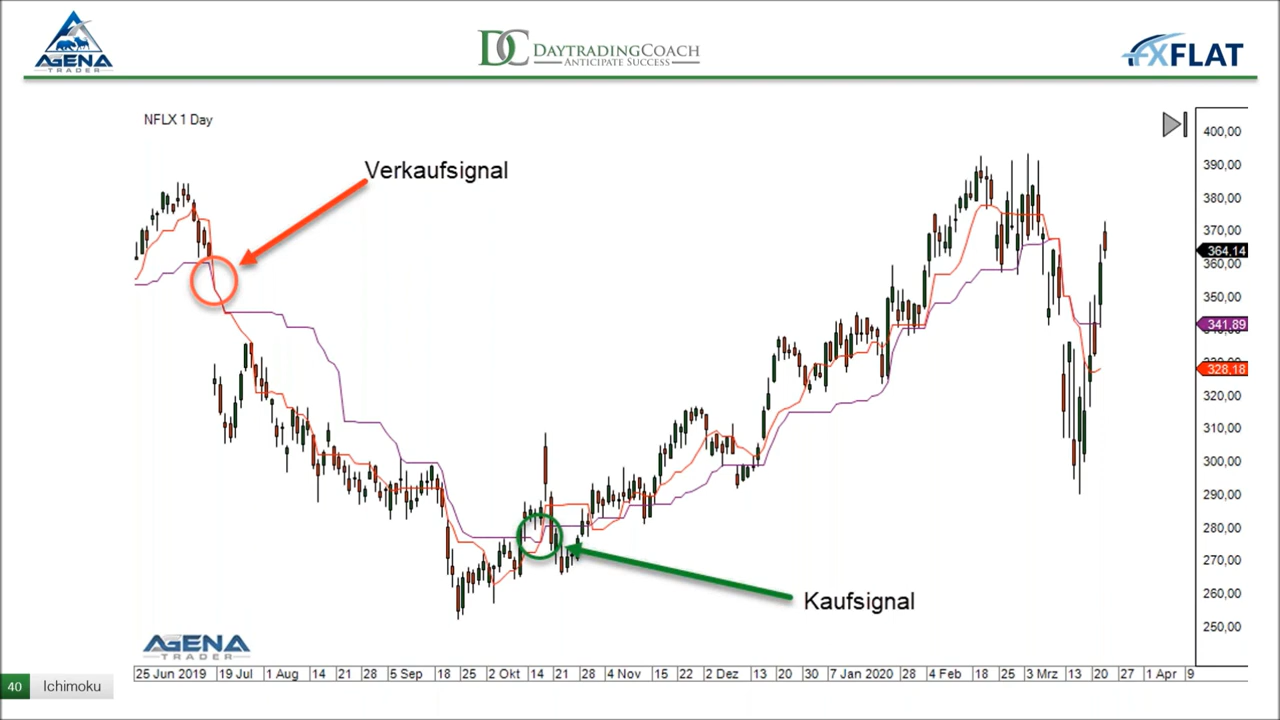 AGENA
TRADER
DC DAYTRADINGCOACH
ANTICIPATE SUCCESS
FXFLAT
NFLX 1 Day
Verkaufsignal
Kaufsignal
400,00
390,00
380,00
370,00
364,14
360,00
350,00
341,89
328,18
320,00
310,00
300,00
290,00
280,00
270,00
260,00
250,00
AGENA
TRADER
25 Jun 2019 19 Jul 1 Aug 14 21 28 5 Sep 18 2 Okt 14 21 28 4 Nov 15 22 2 Dez 13 20 30 7 Jan 2020 28 4 Feb 18 25 3 Mrz 13 20 27 1 Apr 9
40 Ichimoku